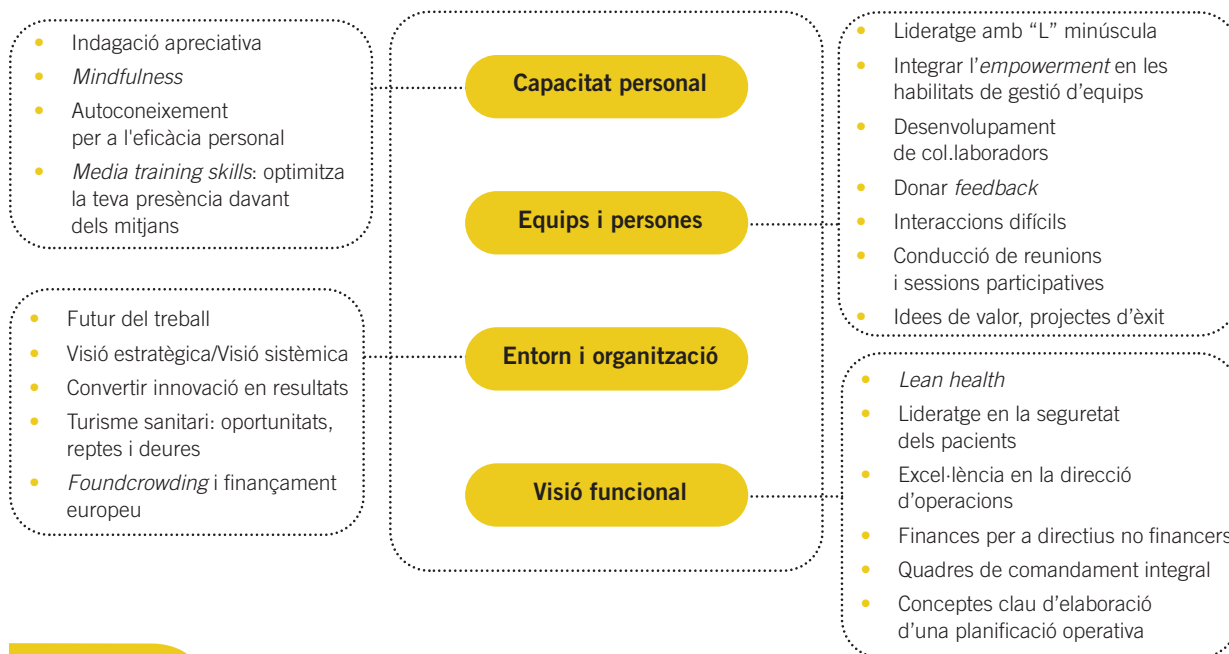 Indagació apreciativa
Mindfulness
Autoconeixement
per a l'eficàcia personal
Media training skills: optimitza
la teva presència davant
dels mitjans
Capacitat personal
Lideratge amb “L” minúscula
Integrar l’empowerment en les
habilitats de gestió d’equips
Desenvolupament
de col.laboradors
Donar feedback
Interaccions difícils
Conducció de reunions
i sessions participatives
Idees de valor, projectes d’èxit
Equips i persones
Futur del treball
Visió estratègica/Visió sistèmica
Convertir innovació en resultats
Turisme sanitari: oportunitats,
reptes i deures
Foundcrowding i finançament
europeu
Entorn i organització
Visió funcional
Lean health
Lideratge en la seguretat
dels pacients
Excel·lència en la direcció
d’operacions
Finances per a directius no financers
Quadres de comandament integral
Conceptes clau d’elaboració
d’una planificació operativa